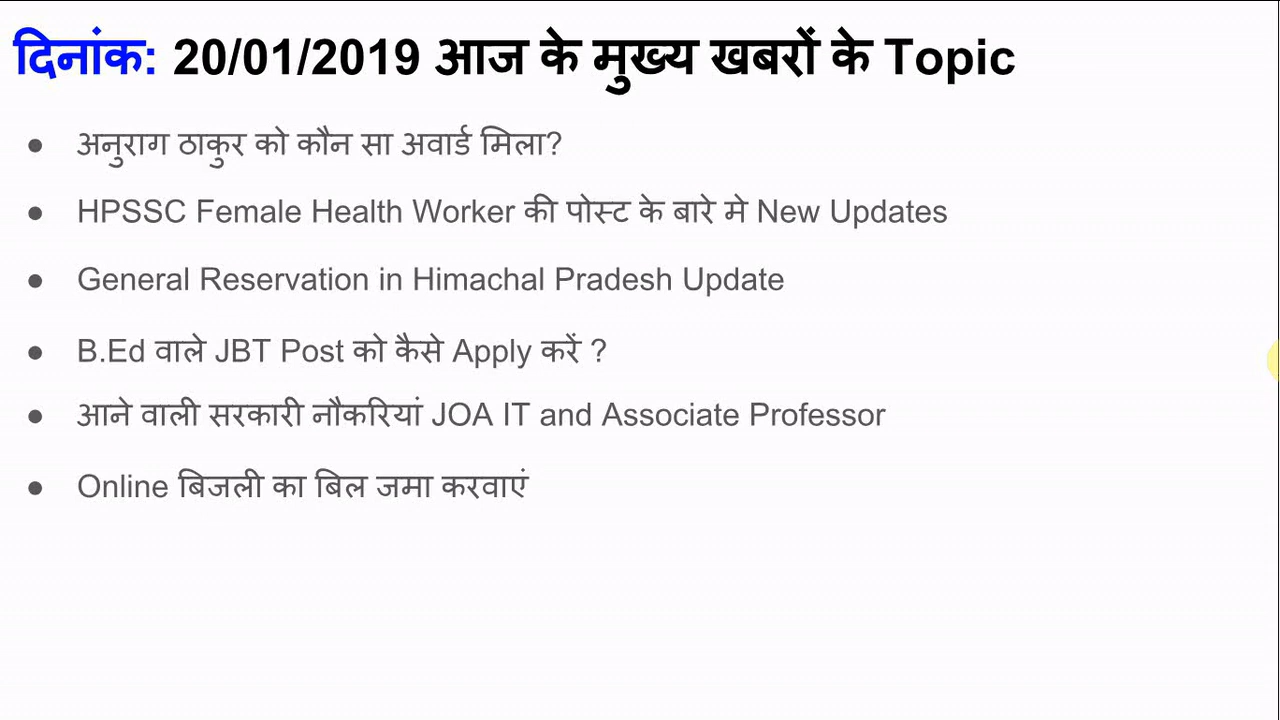 दिनांक: 20/01/2019 आज के मुख्य खबरों के Topic
● अनुराग ठाकुर को कौन सा अवार्ड मिला?
● HPSSC Female Health Worker की पोस्ट के बारे मे New Updates
● General Reservation in Himachal Pradesh Update
● B.Ed वाले JBT Post को कैसे Apply करें ?
● आने वाली सरकारी नौकरियां JOA IT and Associate Professor
● Online बिजली का बिल जमा करवाएं